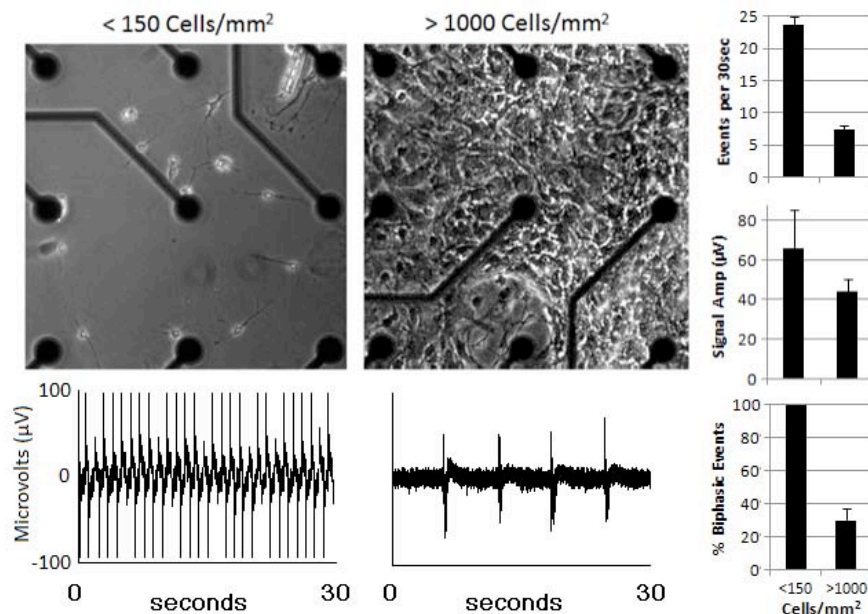 < 150 Cells/mm²
> 1000 Cells/mm²
Microvolts (µV)
100
0
-100
0
seconds
30
0
seconds
30
Events per 30sec
25
20
15
10
5
0
Signal Amp (µV)
80
60
40
20
0
% Biphasic Events
100
80
60
40
20
0
<150 >1000
Cells/mm²